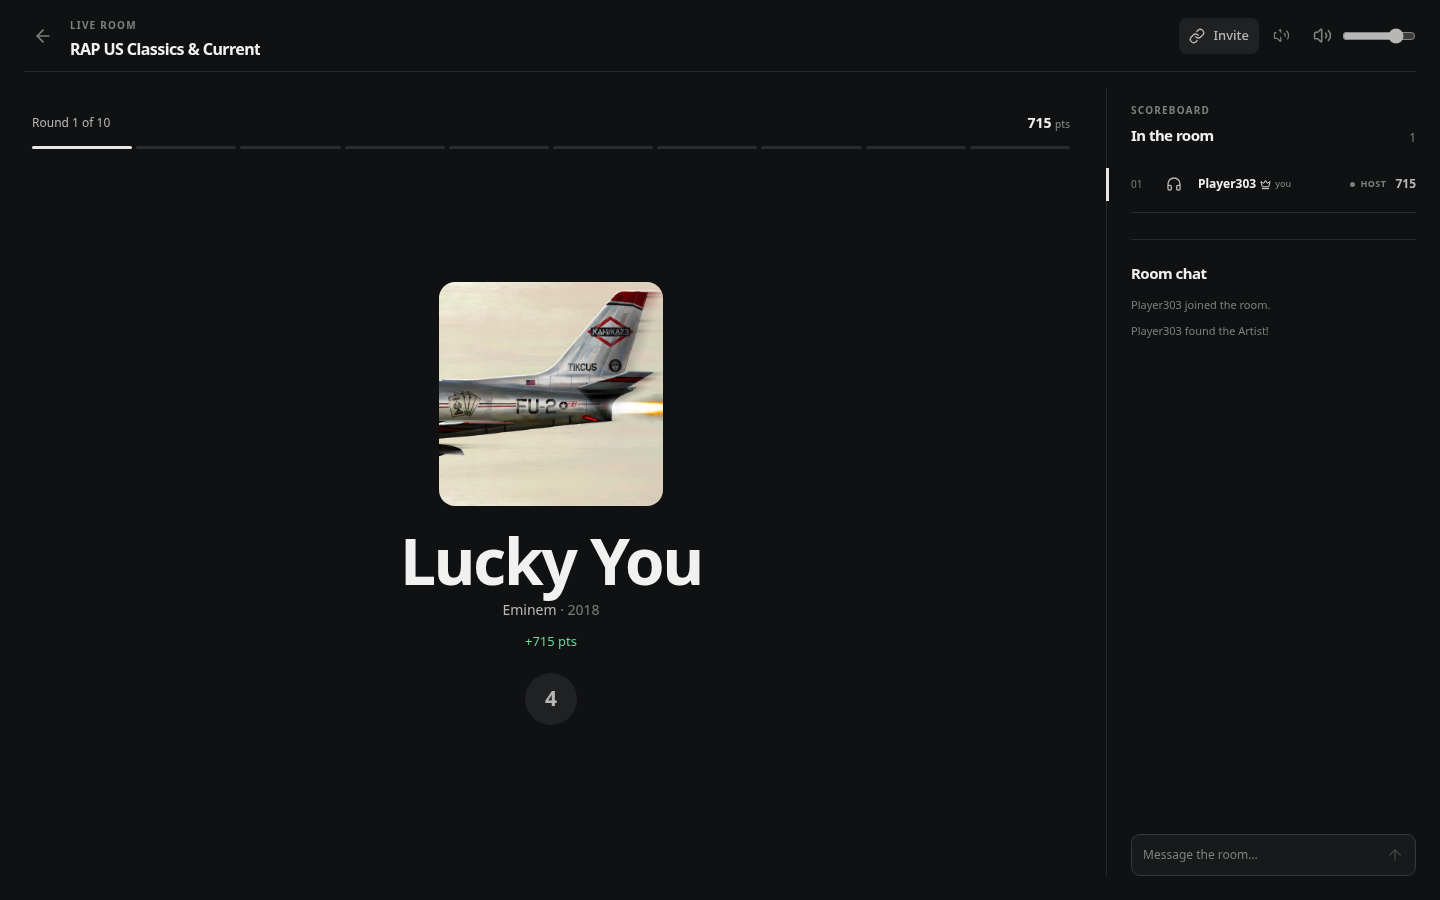 LIVE ROOM
RAP US Classics & Current
Invite
Round 1 of 10
715 pts
KAMIKAZE
TIKCUS
FU-2
Lucky You
Eminem · 2018
+715 pts
4
SCOREBOARD
In the room
1
01 Player303 you HOST 715
Room chat
Player303 joined the room.
Player303 found the Artist!
Message the room...